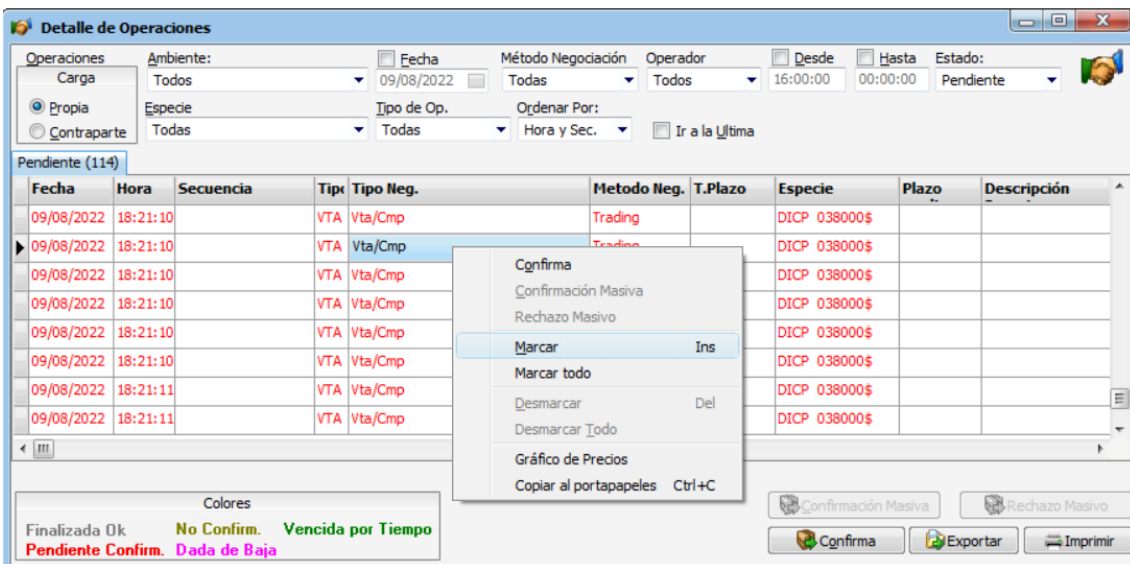 Detalle de Operaciones
Operaciones Ambiente: Fecha Método Negociación Operador Desde Hasta Estado:
Carga Todos 09/08/2022 Todas Todos 16:00:00 00:00:00 Pendiente
Propia Especie Tipo de Op. Ordenar Por:
Contraparte Todas Todas Hora y Sec. Ir a la Ultima
Pendiente (114)
Fecha Hora Secuencia Tipo Neg. Metodo Neg. T.Plazo Especie Plazo Descripción
09/08/2022 18:21:10 VTA Vta/Cmp Trading DICP 038000$
09/08/2022 18:21:10 VTA Vta/Cmp Trading DICP 038000$
09/08/2022 18:21:10 VTA Vta/Cmp DICP 038000$
09/08/2022 18:21:10 VTA Vta/Cmp DICP 038000$
09/08/2022 18:21:10 VTA Vta/Cmp DICP 038000$
09/08/2022 18:21:10 VTA Vta/Cmp DICP 038000$
09/08/2022 18:21:11 VTA Vta/Cmp DICP 038000$
09/08/2022 18:21:11 VTA Vta/Cmp DICP 038000$
Confirma
Confirmación Masiva
Rechazo Masivo
Marcar Ins
Marcar todo
Desmarcar Del
Desmarcar Todo
Gráfico de Precios
Copiar al portapapeles Ctrl+C
Colores
Finalizada Ok No Confirm. Vencida por Tiempo
Pendiente Confirm. Dada de Baja
Confirmación Masiva Rechazo Masivo
Confirma Exportar Imprimir